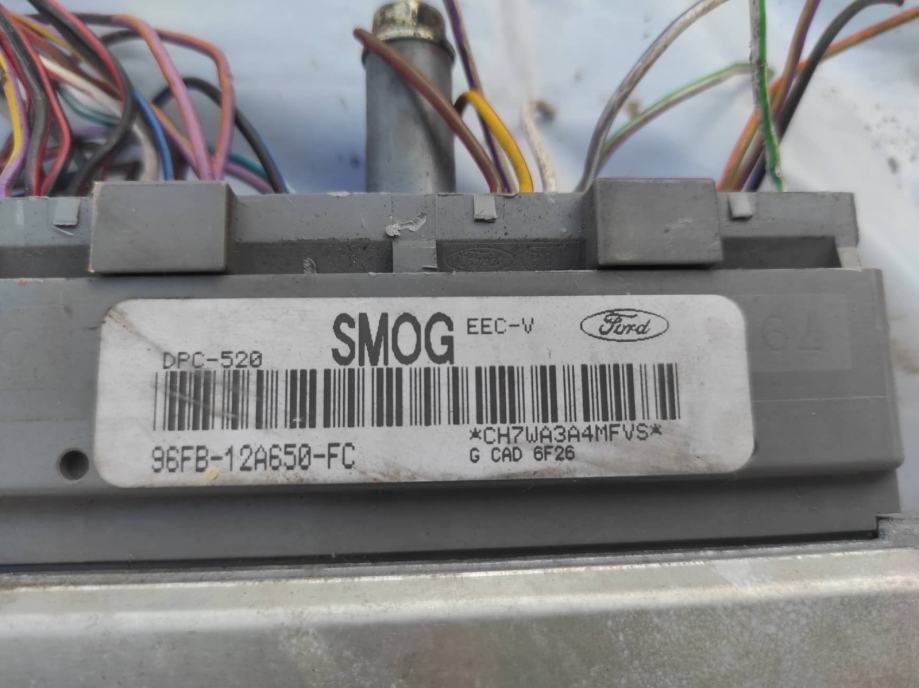 SMOG EEC-V Ford
DPC-520
*CH7WA3A4MFVS*
96FB-12A650-FC
G CAD 6F26